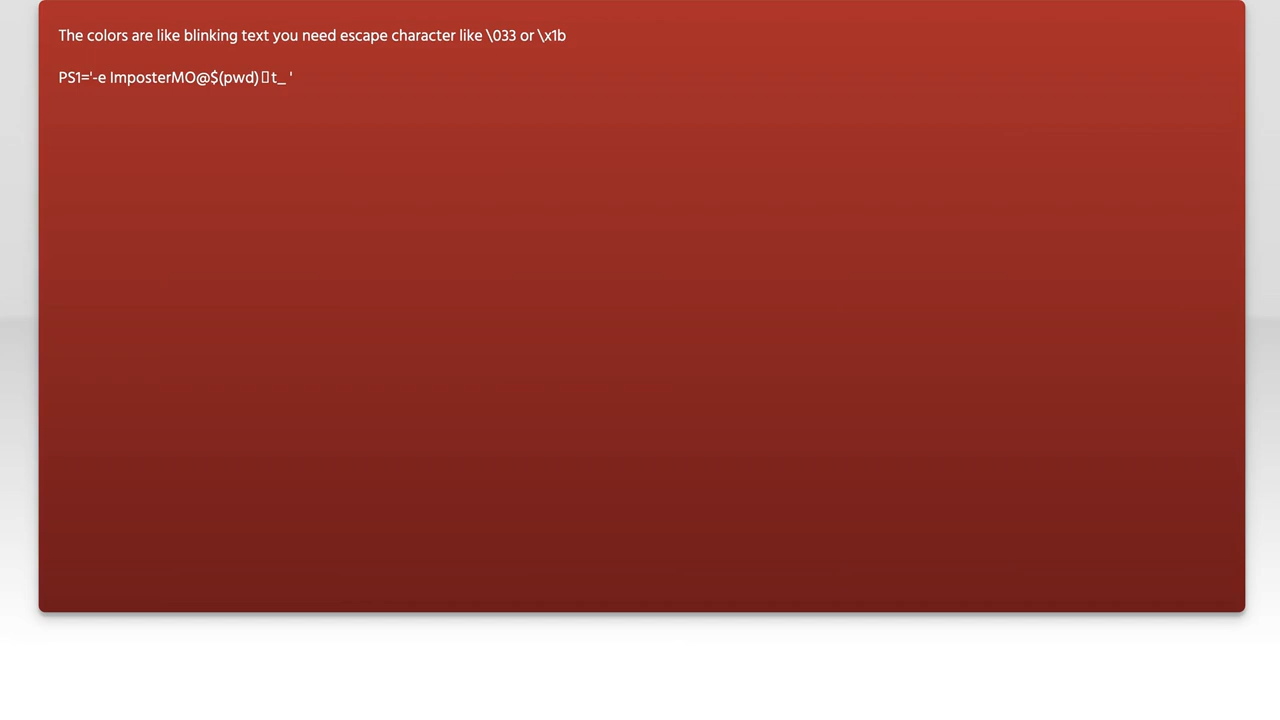 The colors are like blinking text you need escape character like \033 or \x1b
PS1='-e ImposterMO@$(pwd)▯t_ '